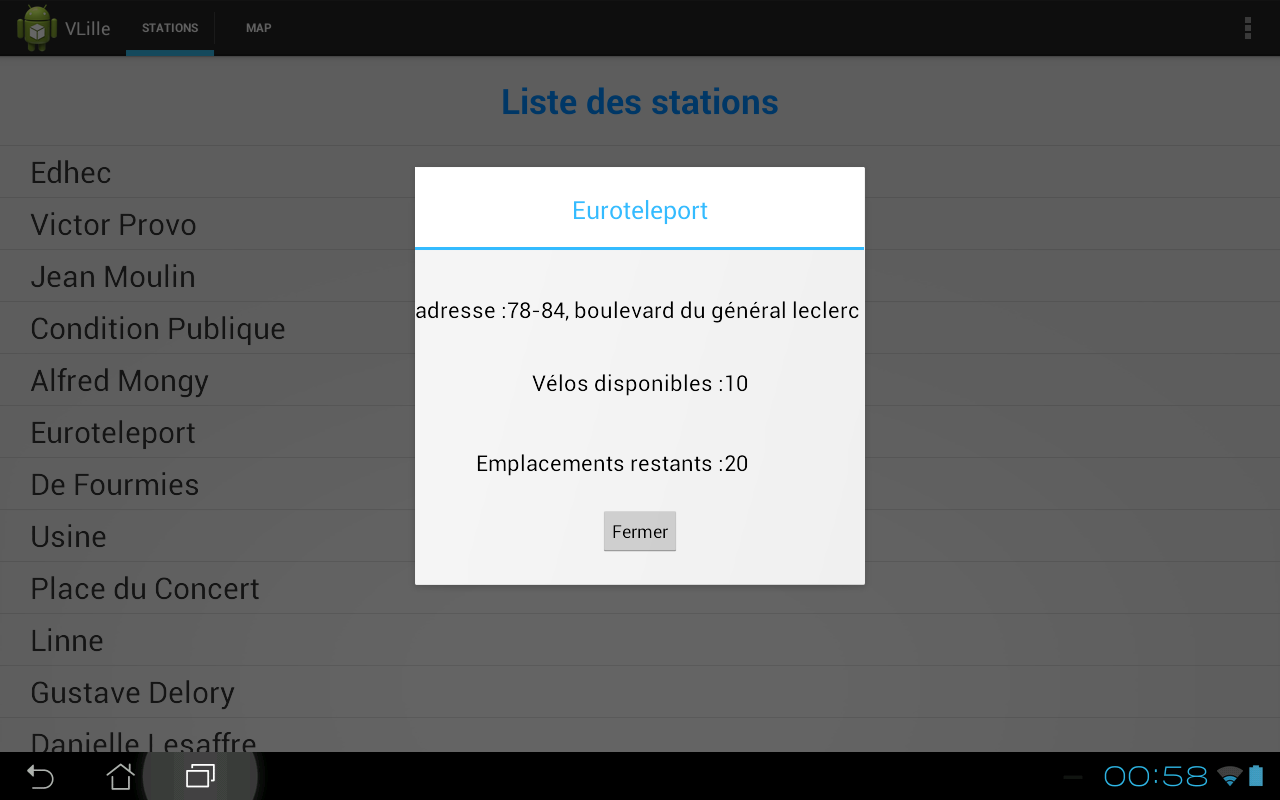 VLille STATIONS MAP
Liste des stations
Edhec
Victor Provo
Jean Moulin
Condition Publique
Alfred Mongy
Euroteleport
De Fourmies
Usine
Place du Concert
Linne
Gustave Delory
Danielle Lesaffre
Euroteleport
adresse :78-84, boulevard du général leclerc
Vélos disponibles :10
Emplacements restants :20
Fermer
00:58